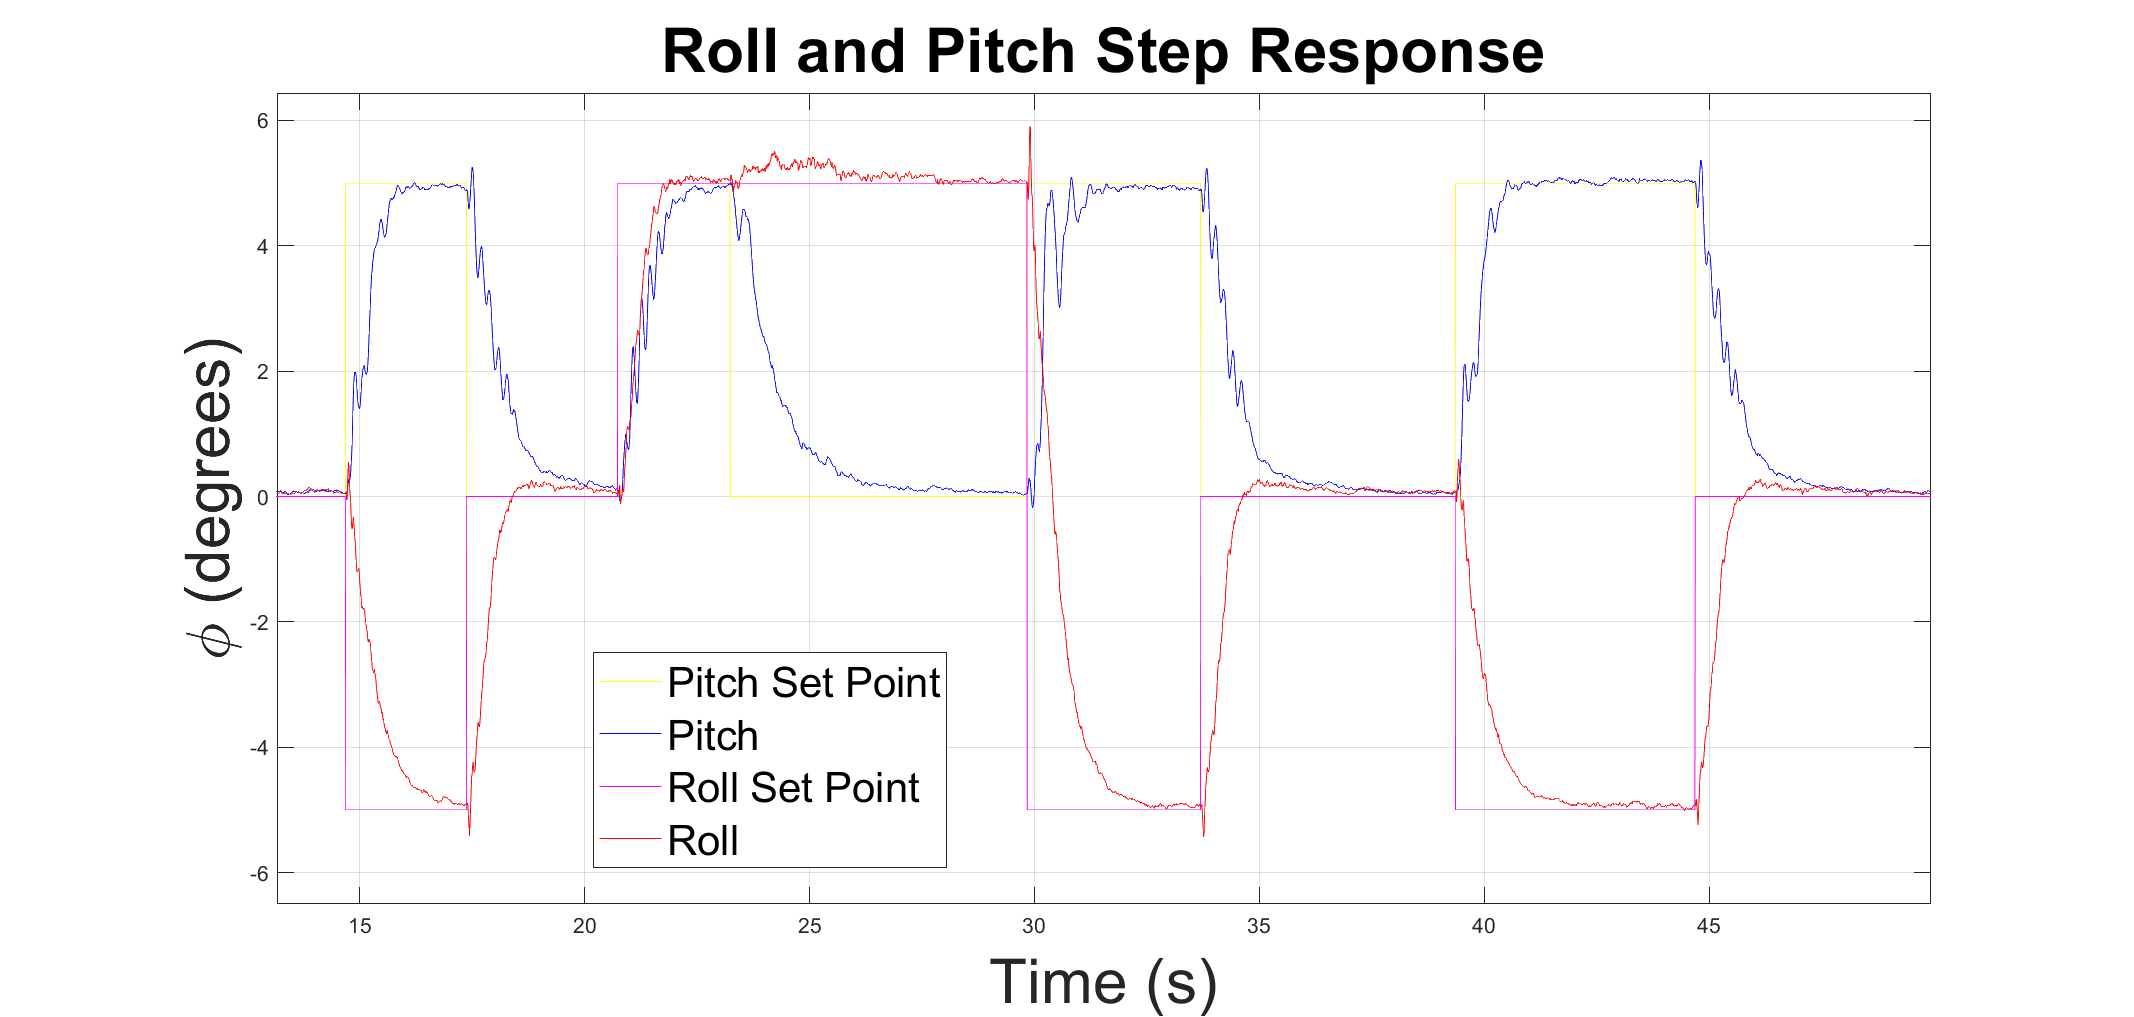 Roll and Pitch Step Response
6
4
2
0
-2
-4
-6
ϕ (degrees)
Pitch Set Point
Pitch
Roll Set Point
Roll
15 20 25 30 35 40 45
Time (s)